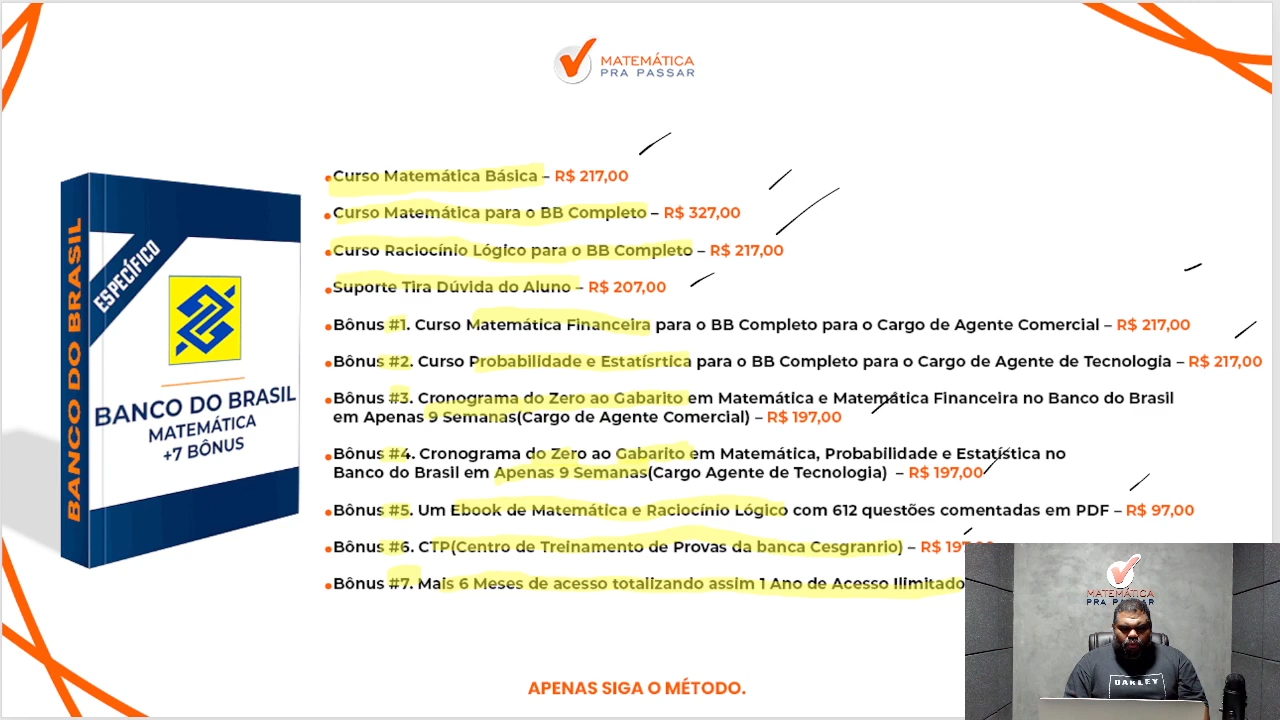 MATEMÁTICA
PRA PASSAR
• Curso Matemática Básica – R$ 217,00
• Curso Matemática para o BB Completo – R$ 327,00
• Curso Raciocínio Lógico para o BB Completo – R$ 217,00
• Suporte Tira Dúvida do Aluno – R$ 207,00
• Bônus #1. Curso Matemática Financeira para o BB Completo para o Cargo de Agente Comercial – R$ 217,00
• Bônus #2. Curso Probabilidade e Estatísrtica para o BB Completo para o Cargo de Agente de Tecnologia – R$ 217,00
• Bônus #3. Cronograma do Zero ao Gabarito em Matemática e Matemática Financeira no Banco do Brasil
em Apenas 9 Semanas(Cargo de Agente Comercial) – R$ 197,00
• Bônus #4. Cronograma do Zero ao Gabarito em Matemática, Probabilidade e Estatística no
Banco do Brasil em Apenas 9 Semanas(Cargo Agente de Tecnologia) – R$ 197,00
• Bônus #5. Um Ebook de Matemática e Raciocínio Lógico com 612 questões comentadas em PDF – R$ 97,00
• Bônus #6. CTP(Centro de Treinamento de Provas da banca Cesgranrio) – R$ 197
• Bônus #7. Mais 6 Meses de acesso totalizando assim 1 Ano de Acesso Ilimitado
BANCO DO BRASIL
ESPECÍFICO
BANCO DO BRASIL
MATEMÁTICA
+7 BÔNUS
APENAS SIGA O MÉTODO.
MATEMÁTICA
PRA PASSAR
OAKLEY